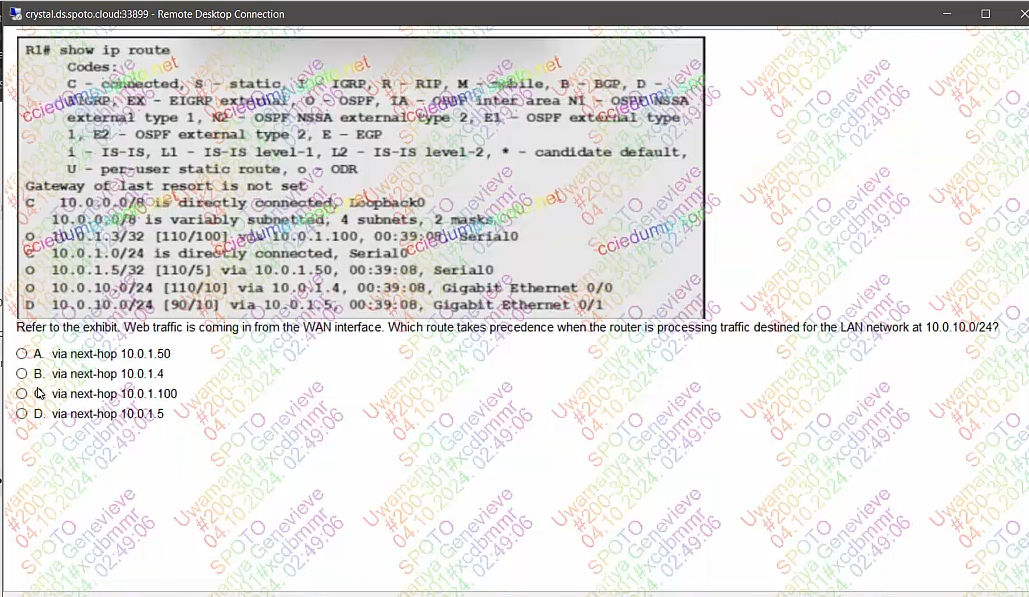 crystal.ds.spoto.cloud:33899 - Remote Desktop Connection
R1# show ip route
Codes:
C - connected, S - static, I - IGRP, R - RIP, M - mobile, B - BGP, D -
EIGRP, EX - EIGRP external, O - OSPF, IA - OSPF inter area N1 - OSPF NSSA
external type 1, N2 - OSPF NSSA external type 2, E1 - OSPF external type
1, E2 - OSPF external type 2, E - EGP
i - IS-IS, L1 - IS-IS level-1, L2 - IS-IS level-2, * - candidate default,
U - per-user static route, o - ODR
Gateway of last resort is not set
C 10.0.0.0/8 is directly connected, Loopback0
10.0.0.0/8 is variably subnetted, 4 subnets, 2 masks
O 10.0.1.3/32 [110/100] via 10.0.1.100, 00:39:08, Serial0
C 10.0.1.0/24 is directly connected, Serial0
O 10.0.1.5/32 [110/5] via 10.0.1.50, 00:39:08, Serial0
O 10.0.10.0/24 [110/10] via 10.0.1.4, 00:39:08, Gigabit Ethernet 0/0
D 10.0.10.0/24 [90/10] via 10.0.1.5, 00:39:08, Gigabit Ethernet 0/1
Refer to the exhibit. Web traffic is coming in from the WAN interface. Which route takes precedence when the router is processing traffic destined for the LAN network at 10.0.10.0/24?
A. via next-hop 10.0.1.50
B. via next-hop 10.0.1.4
via next-hop 10.0.1.100
D. via next-hop 10.0.1.5
SPOTO
Uwamanya Genevieve
#200-301#xcdbmmr
04.10.2024. 02:49:06